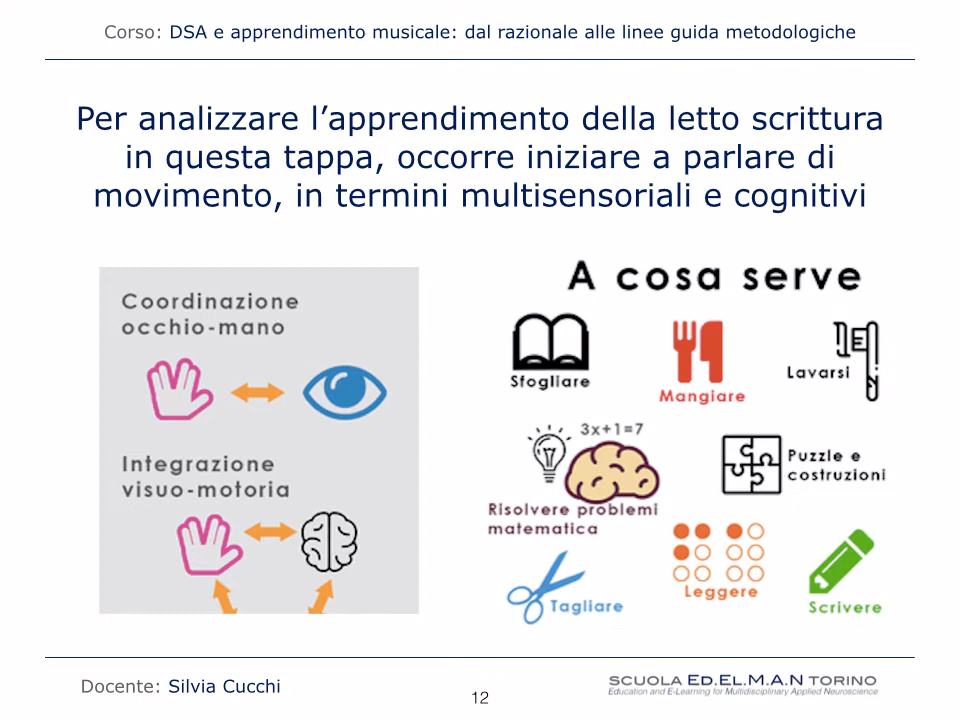 Corso: DSA e apprendimento musicale: dal razionale alle linee guida metodologiche
Per analizzare l’apprendimento della letto scrittura
in questa tappa, occorre iniziare a parlare di
movimento, in termini multisensoriali e cognitivi
Coordinazione
occhio-mano
Integrazione
visuo-motoria
A cosa serve
Sfogliare
Mangiare
Lavarsi
3x+1=7
Risolvere problemi
matematica
Puzzle e
costruzioni
Tagliare
Leggere
Scrivere
Docente: Silvia Cucchi
12
SCUOLA ED.EL.M.A.N TORINO
Education and E-Learning for Multidisciplinary Applied Neuroscience